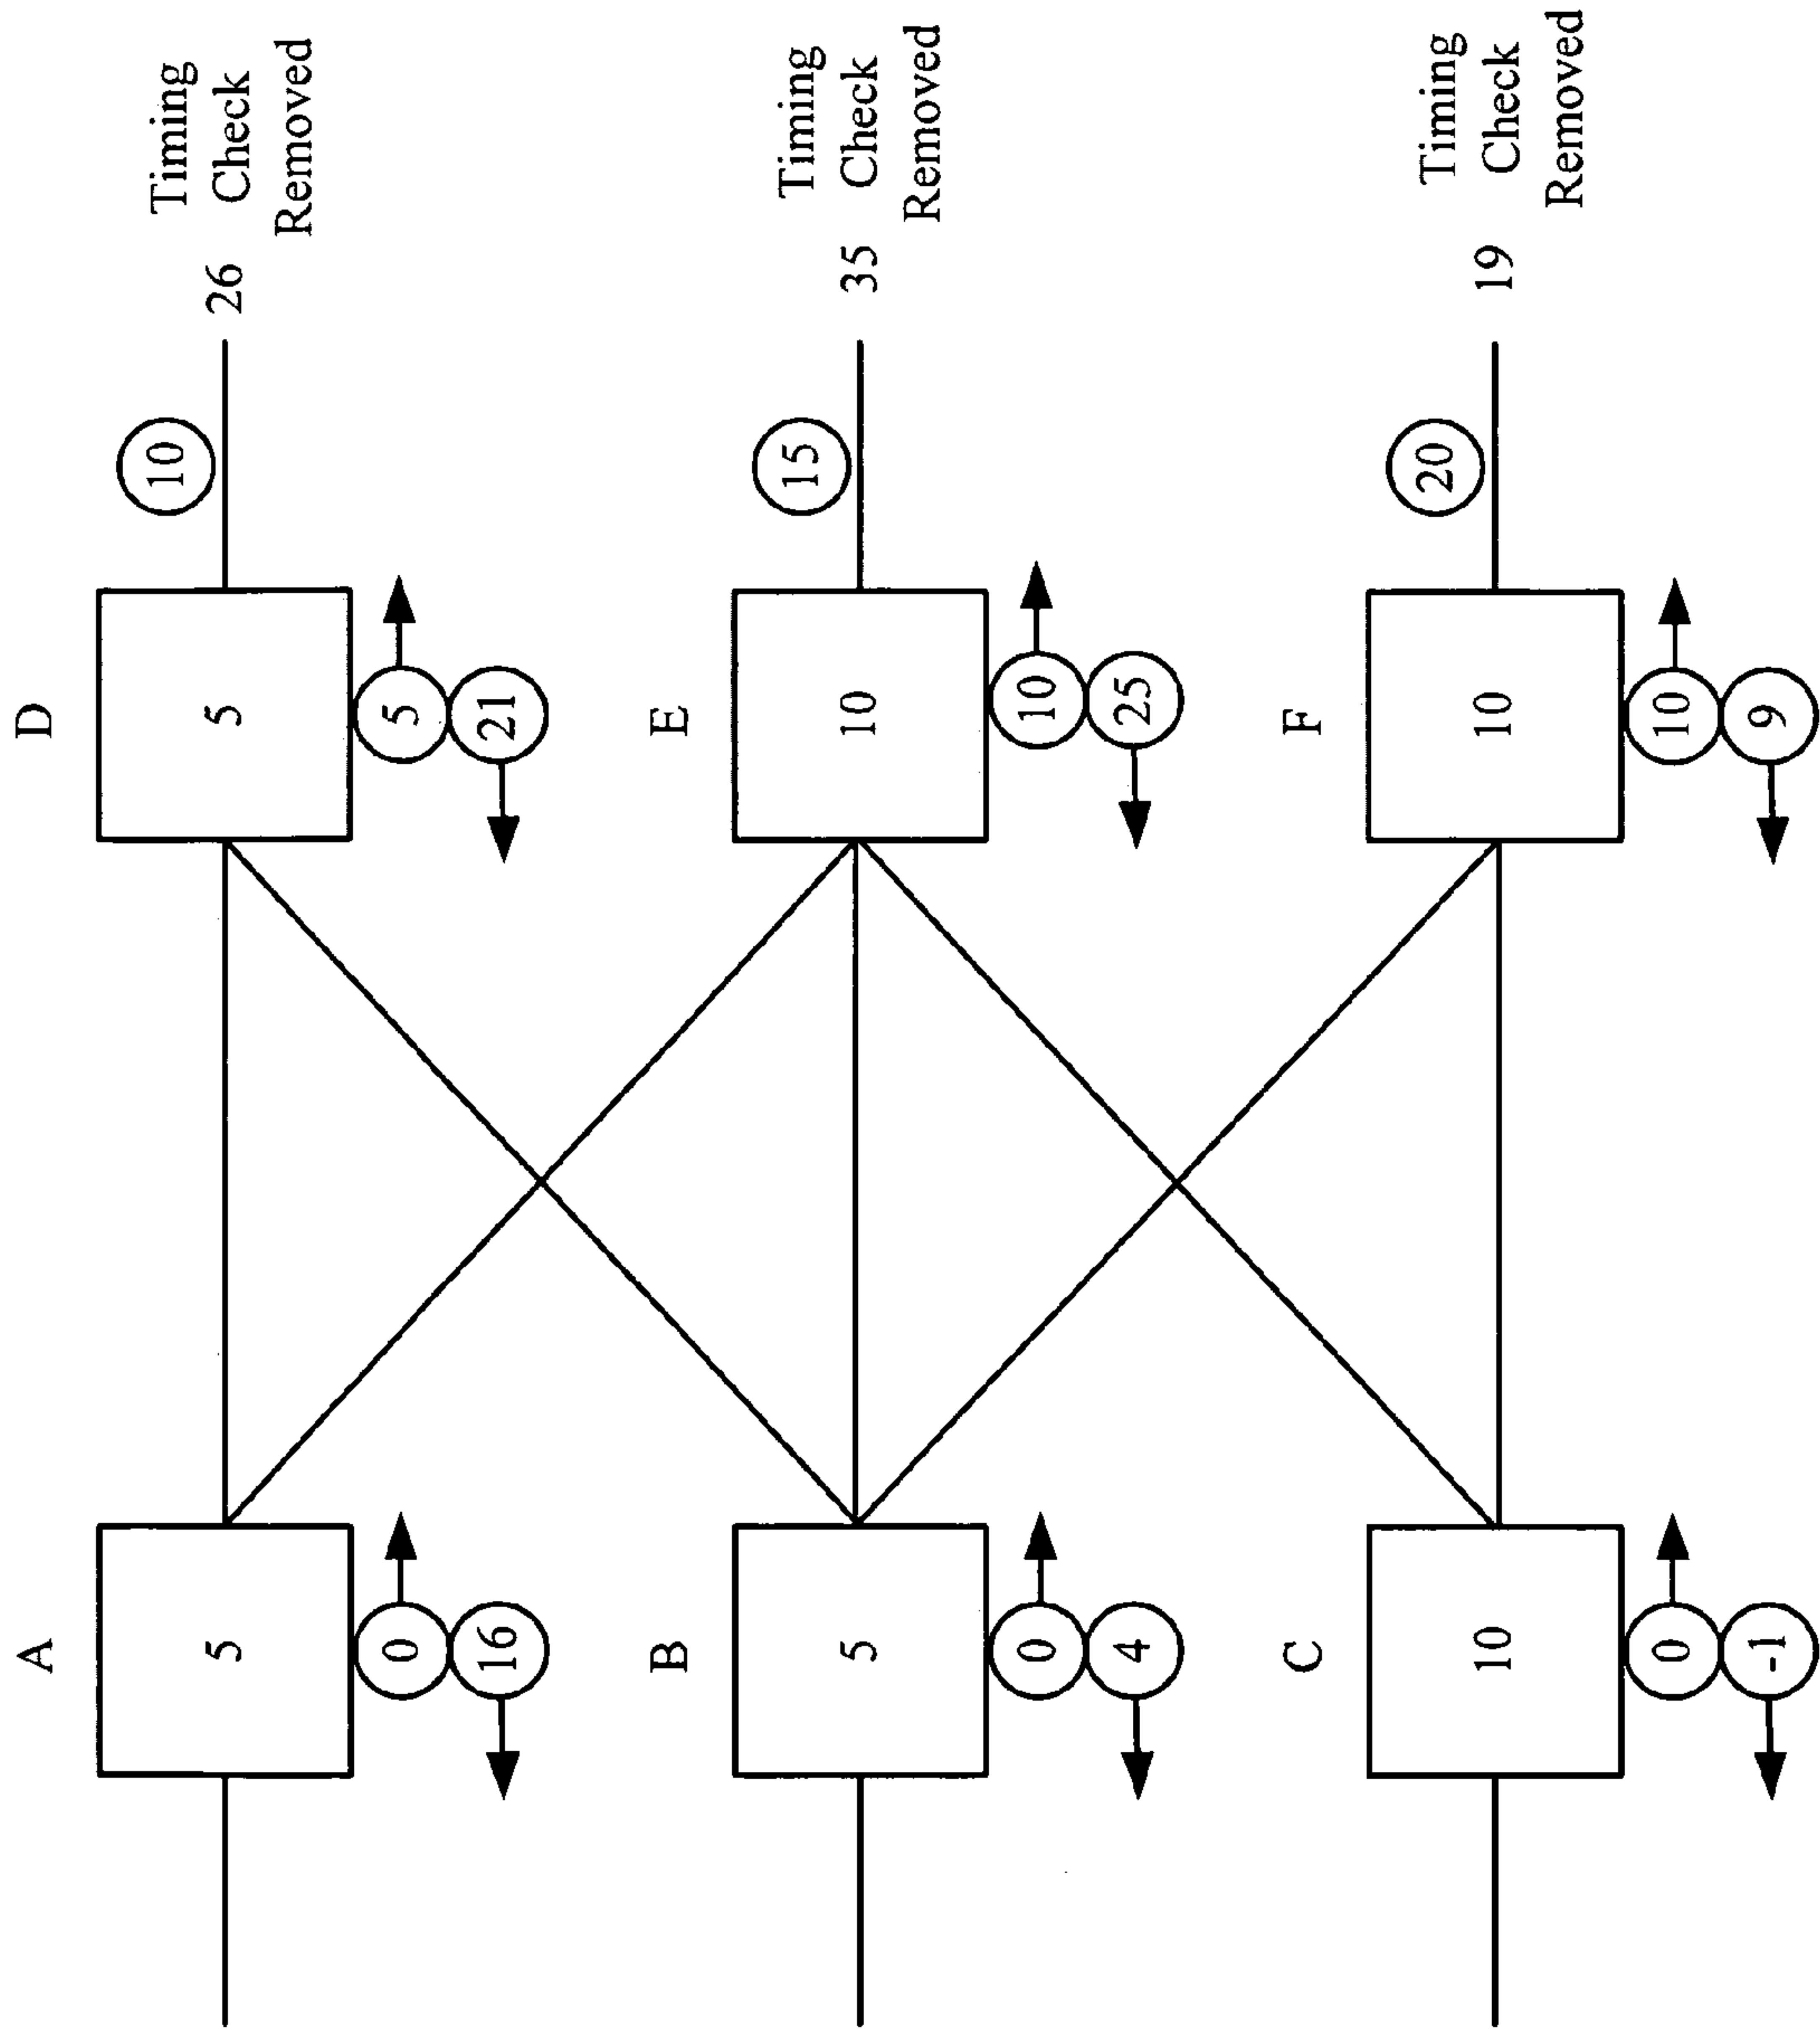 A D
10 Timing
5 5 26 Check
Removed
0 5
16 21
B E
15 Timing
5 10 35 Check
Removed
0 10
4 25
C F
20 Timing
10 10 19 Check
Removed
0 10
-1 9